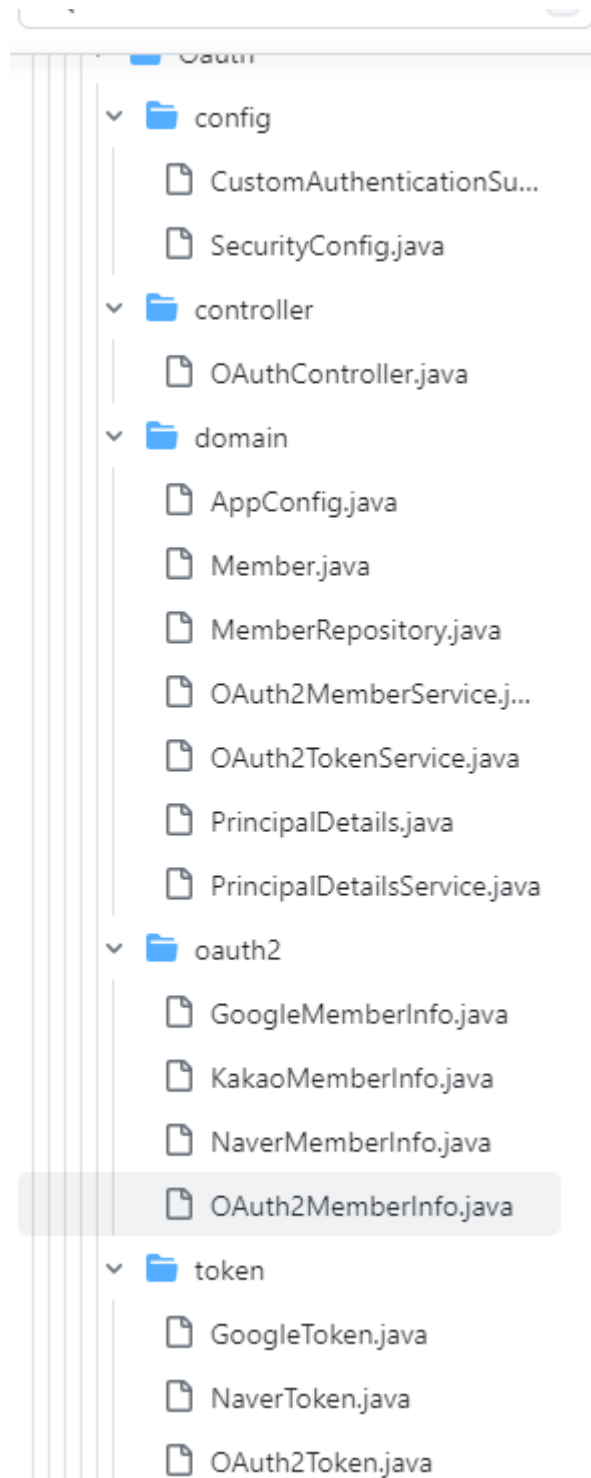 Oauth
config
CustomAuthenticationSu...
SecurityConfig.java
controller
OAuthController.java
domain
AppConfig.java
Member.java
MemberRepository.java
OAuth2MemberService.j...
OAuth2TokenService.java
PrincipalDetails.java
PrincipalDetailsService.java
oauth2
GoogleMemberInfo.java
KakaoMemberInfo.java
NaverMemberInfo.java
OAuth2MemberInfo.java
token
GoogleToken.java
NaverToken.java
OAuth2Token.java